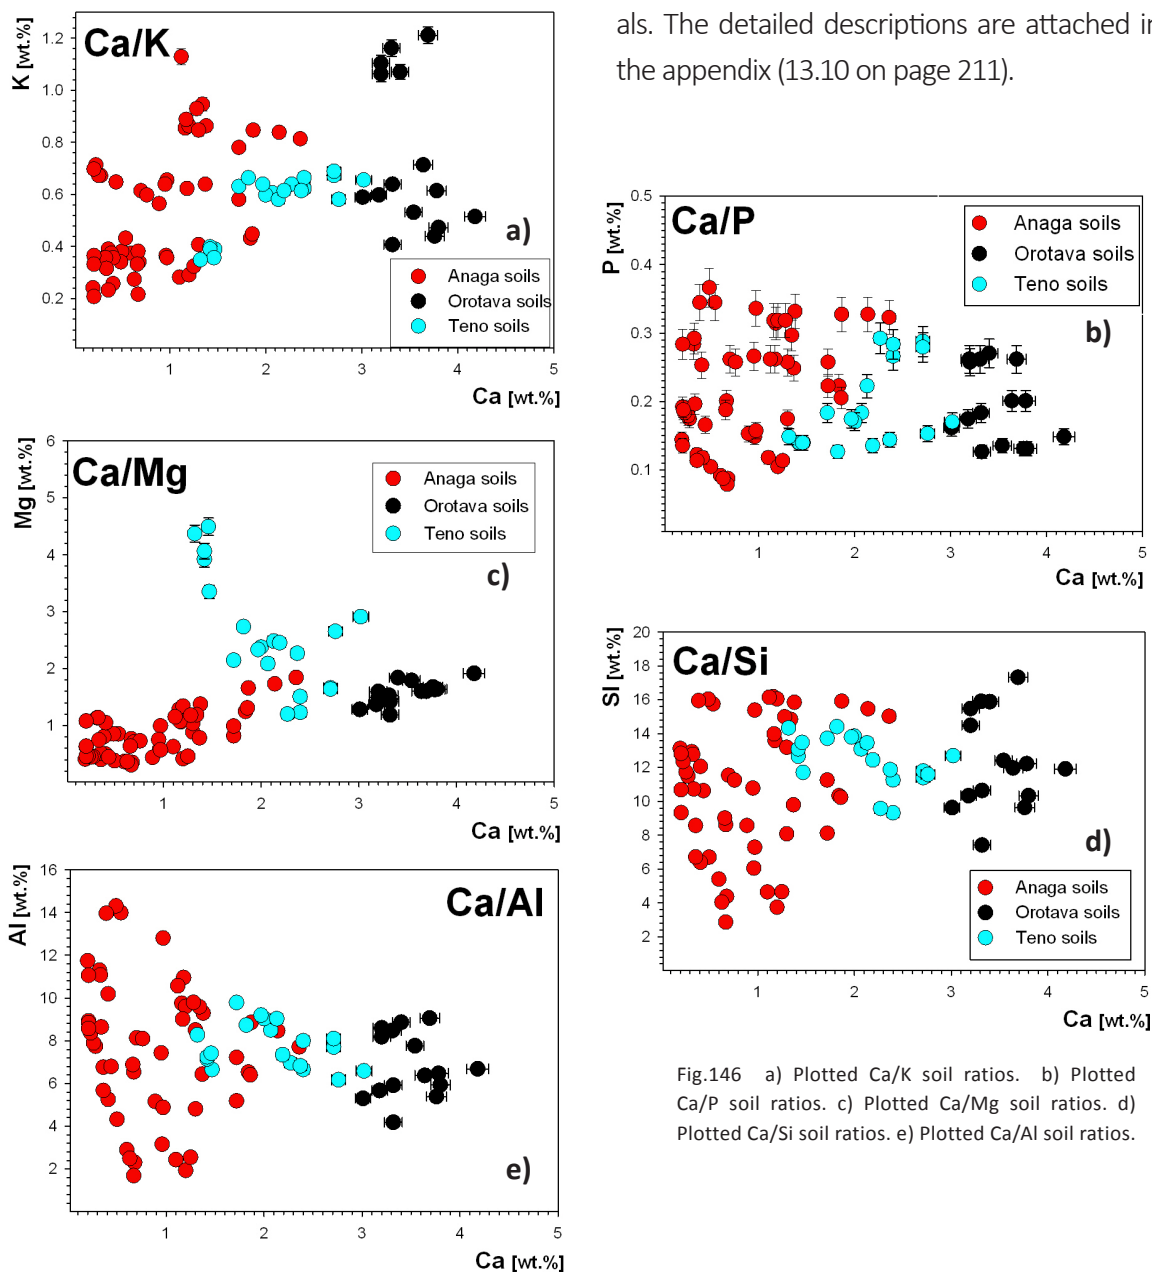 als. The detailed descriptions are attached in
the appendix (13.10 on page 211).
Ca/K
K [wt.%]
1.2
1.0
0.8
0.6
0.4
0.2
a)
Anaga soils
Orotava soils
Teno soils
1 2 3 4 5
Ca [wt.%]
Ca/P
P [wt.%]
0.5
0.4
0.3
0.2
0.1
Anaga soils
Orotava soils
Teno soils
b)
1 2 3 4 5
Ca [wt.%]
Ca/Mg
Mg [wt.%]
6
5
4
3
2
1
Anaga soils
Orotava soils
Teno soils
c)
1 2 3 4 5
Ca [wt.%]
Ca/Si
SI [wt.%]
20
18
16
14
12
10
8
6
4
2
d)
Anaga soils
Orotava soils
Teno soils
1 2 3 4 5
Ca [wt.%]
Ca/Al
Al [wt.%]
16
14
12
10
8
6
4
2
e)
1 2 3 4 5
Ca [wt.%]
Fig.146 a) Plotted Ca/K soil ratios. b) Plotted
Ca/P soil ratios. c) Plotted Ca/Mg soil ratios. d)
Plotted Ca/Si soil ratios. e) Plotted Ca/Al soil ratios.